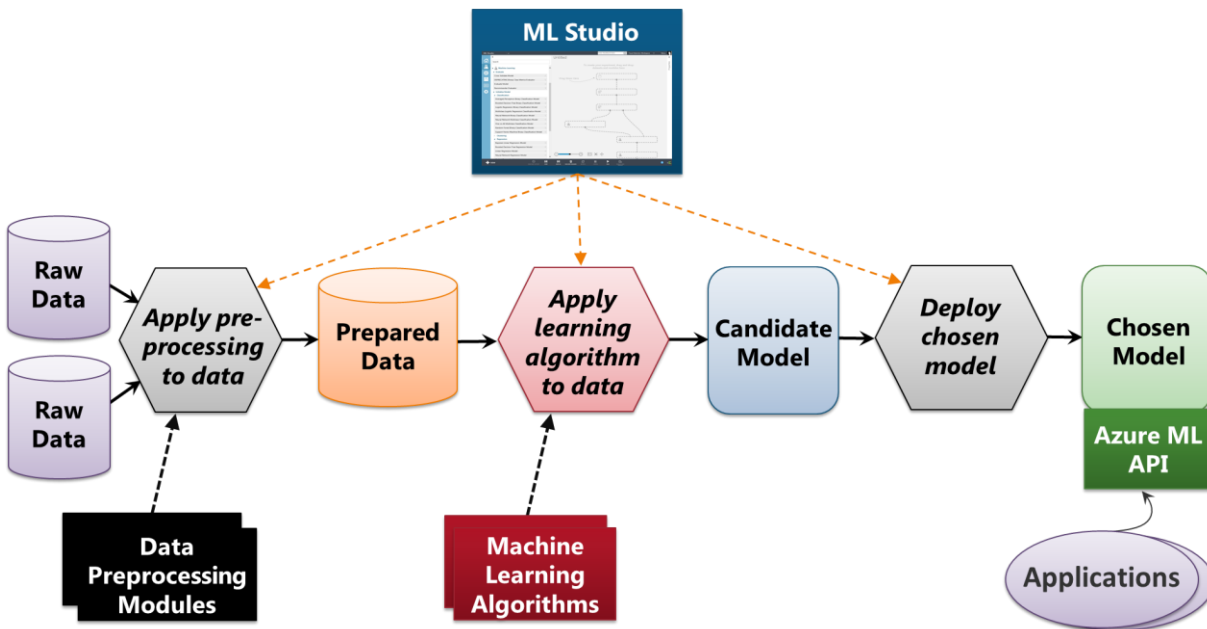 ML Studio
Raw
Data
Raw
Data
Apply pre-
processing
to data
Prepared
Data
Apply
learning
algorithm
to data
Candidate
Model
Deploy
chosen
model
Chosen
Model
Azure ML
API
Data
Preprocessing
Modules
Machine
Learning
Algorithms
Applications